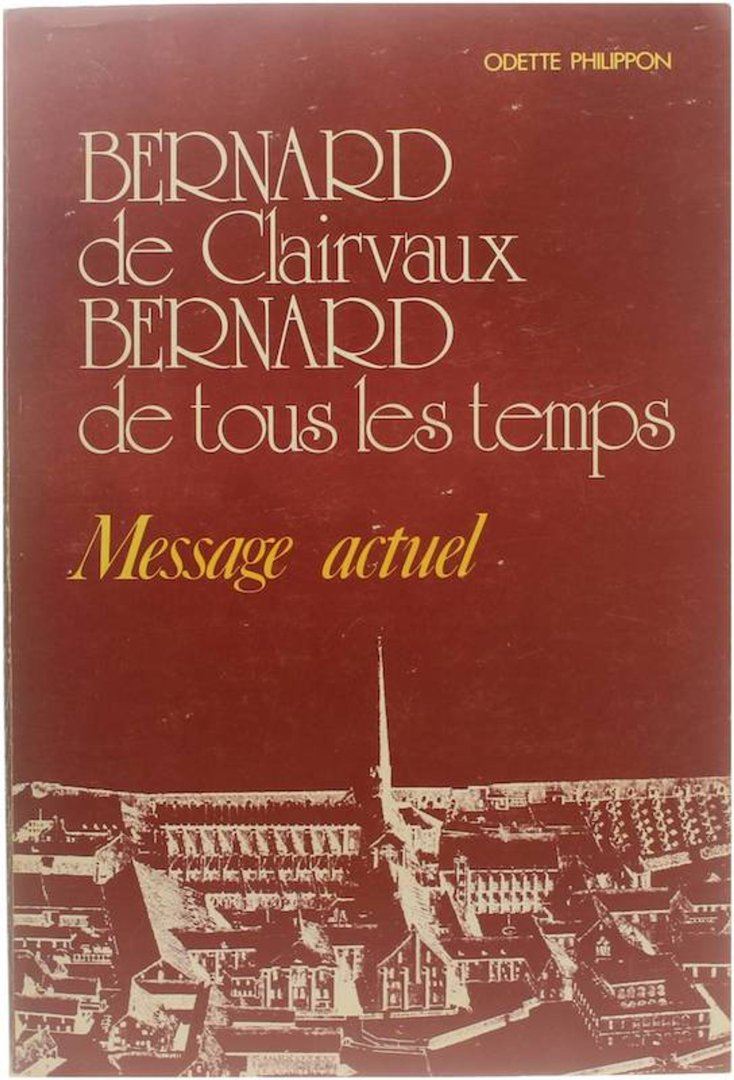 ODETTE PHILIPPON
BERNARD
de Clairvaux
BERNARD
de tous les temps
Message actuel